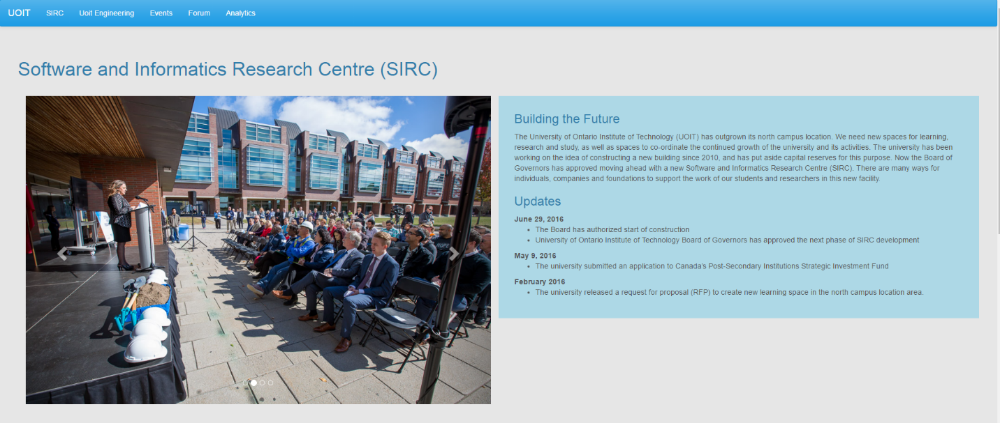 UOIT SIRC Uoit Engineering Events Forum Analytics
Software and Informatics Research Centre (SIRC)
Building the Future
The University of Ontario Institute of Technology (UOIT) has outgrown its north campus location. We need new spaces for learning,
research and study, as well as spaces to co-ordinate the continued growth of the university and its activities. The university has been
working on the idea of constructing a new building since 2010, and has put aside capital reserves for this purpose. Now the Board of
Governors has approved moving ahead with a new Software and Informatics Research Centre (SIRC). There are many ways for
individuals, companies and foundations to support the work of our students and researchers in this new facility.
Updates
June 29, 2016
• The Board has authorized start of construction
• University of Ontario Institute of Technology Board of Governors has approved the next phase of SIRC development
May 9, 2016
• The university submitted an application to Canada's Post-Secondary Institutions Strategic Investment Fund
February 2016
• The university released a request for proposal (RFP) to create new learning space in the north campus location area.